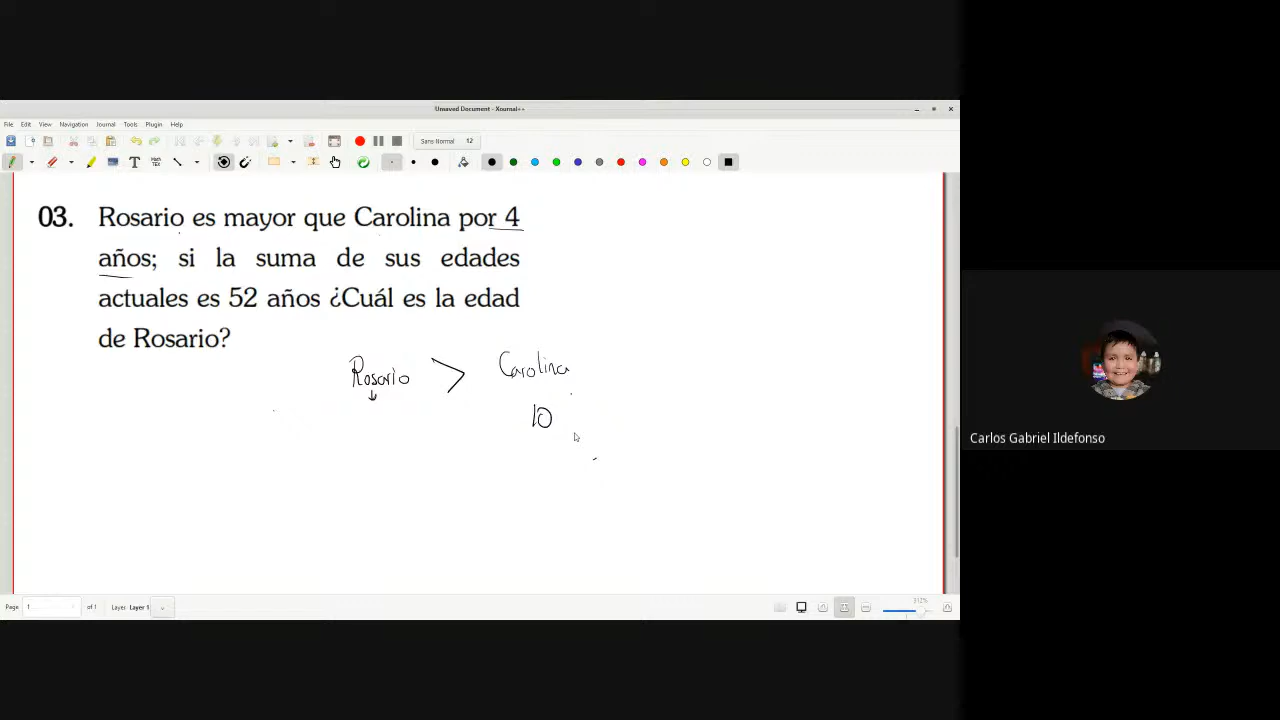 Unsaved Document - Xournal++
File Edit View Navigation Journal Tools Plugin Help
Sans Normal 12
03. Rosario es mayor que Carolina por 4
años; si la suma de sus edades
actuales es 52 años ¿Cuál es la edad
de Rosario?
Rosario > Carolina
10
Carlos Gabriel Ildefonso
Page 1 of 1 Layer Layer 1
312%